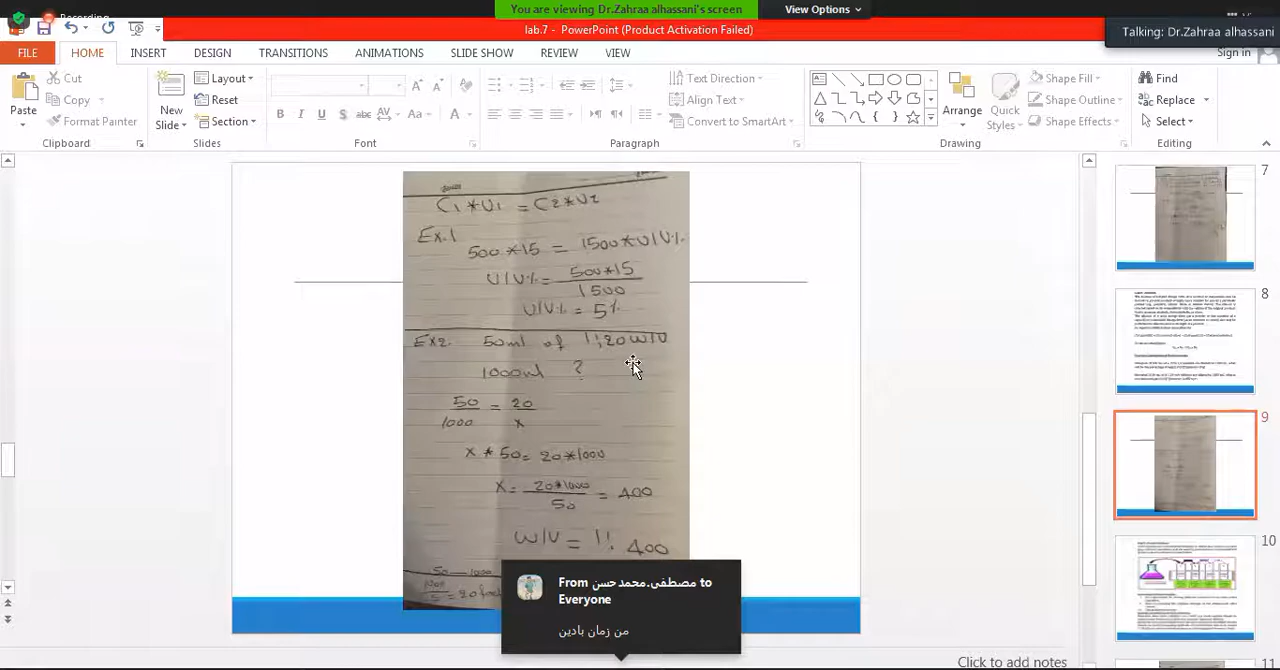 You are viewing Dr.Zahraa alhassani's screen
View Options
Recording
lab.7 - PowerPoint (Product Activation Failed)
Talking: Dr.Zahraa alhassani
Sign in
FILE HOME INSERT DESIGN TRANSITIONS ANIMATIONS SLIDE SHOW REVIEW VIEW
Cut
Copy
Format Painter
Paste
Clipboard
New
Slide
Layout
Reset
Section
Slides
B I U S abc AV Aa A
Font
Text Direction
Align Text
Convert to SmartArt
Paragraph
Arrange
Quick
Styles
Shape Fill
Shape Outline
Shape Effects
Drawing
Find
Replace
Select
Editing
C1*V1 = C2*V2
Ex.1
500*15 = 1500*V/V%
V/V% = 500*15
1500
V/V% = 5%
Ex2. 50ml of 1:20 W/V
1000ml ?
50 = 20
1000 x
x * 50 = 20*1000
x = 20*1000 = 400
50
W/V = 1: 400
50 1000
7
8
9
10
11
From مصطفى.محمد حسن to
Everyone
من زمان بادين
Click to add notes